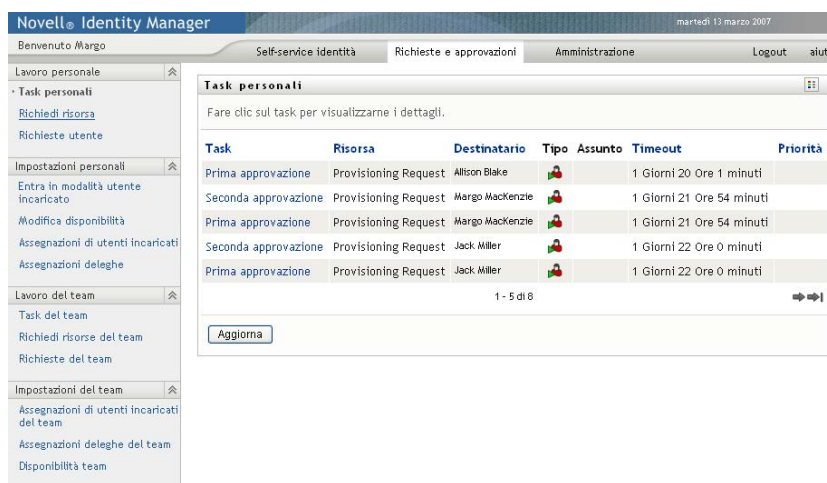 Novell® Identity Manager
martedì 13 marzo 2007
Benvenuto Margo
Self-service identità
Richieste e approvazioni
Amministrazione
Logout
aiut
Lavoro personale
· Task personali
Richiedi risorsa
Richieste utente
Impostazioni personali
Entra in modalità utente
incaricato
Modifica disponibilità
Assegnazioni di utenti incaricati
Assegnazioni deleghe
Lavoro del team
Task del team
Richiedi risorse del team
Richieste del team
Impostazioni del team
Assegnazioni di utenti incaricati
del team
Assegnazioni deleghe del team
Disponibilità team
Task personali
Fare clic sul task per visualizzarne i dettagli.
Task Risorsa Destinatario Tipo Assunto Timeout Priorità
Prima approvazione Provisioning Request Allison Blake 1 Giorni 20 Ore 1 minuti
Seconda approvazione Provisioning Request Margo MacKenzie 1 Giorni 21 Ore 54 minuti
Prima approvazione Provisioning Request Margo MacKenzie 1 Giorni 21 Ore 54 minuti
Seconda approvazione Provisioning Request Jack Miller 1 Giorni 22 Ore 0 minuti
Prima approvazione Provisioning Request Jack Miller 1 Giorni 22 Ore 0 minuti
1 - 5 di 8
Aggiorna